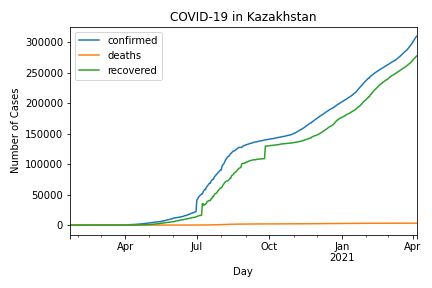 COVID-19 in Kazakhstan
confirmed
deaths
recovered
300000
250000
200000
150000
100000
50000
0
Number of Cases
Apr
Jul
Oct
Jan
2021
Apr
Day